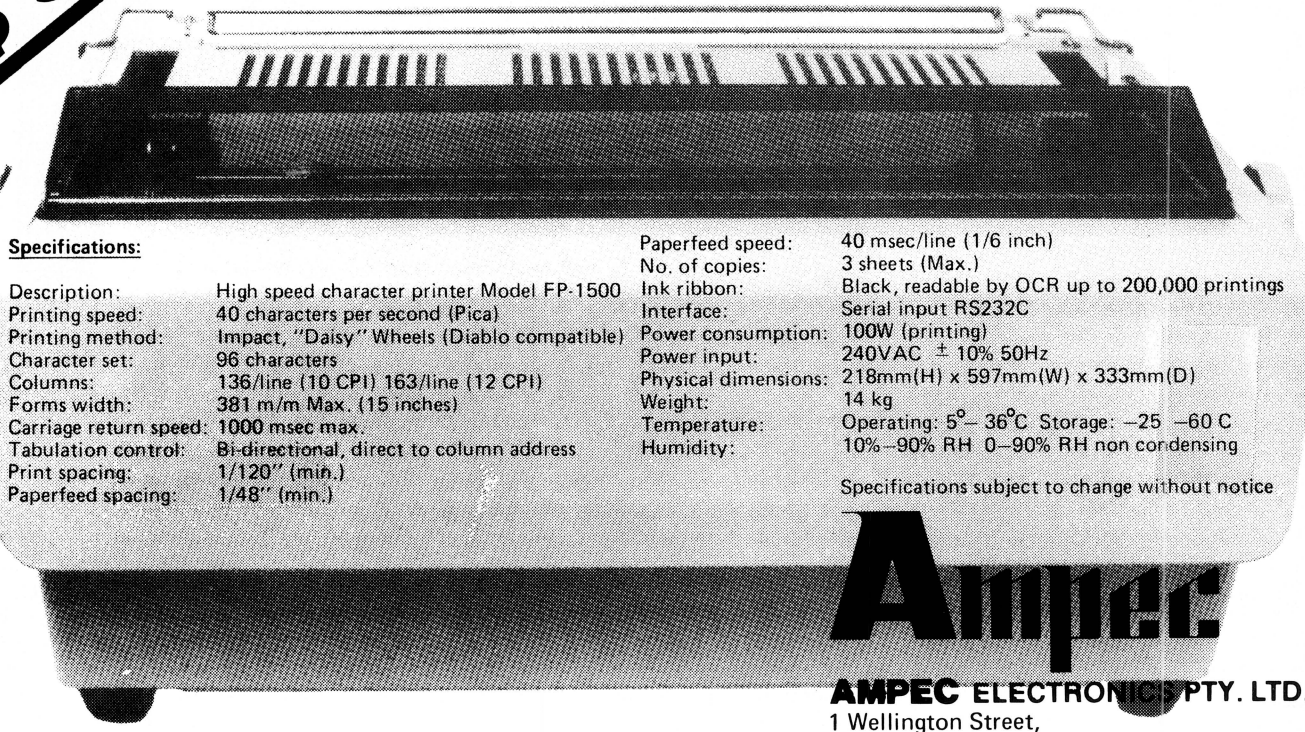 Specifications:
Description: High speed character printer Model FP-1500
Printing speed: 40 characters per second (Pica)
Printing method: Impact, "Daisy" Wheels (Diablo compatible)
Character set: 96 characters
Columns: 136/line (10 CPI) 163/line (12 CPI)
Forms width: 381 m/m Max. (15 inches)
Carriage return speed: 1000 msec max.
Tabulation control: Bi-directional, direct to column address
Print spacing: 1/120" (min.)
Paperfeed spacing: 1/48" (min.)
Paperfeed speed: 40 msec/line (1/6 inch)
No. of copies: 3 sheets (Max.)
Ink ribbon: Black, readable by OCR up to 200,000 printings
Interface: Serial input RS232C
Power consumption: 100W (printing)
Power input: 240VAC ± 10% 50Hz
Physical dimensions: 218mm(H) x 597mm(W) x 333mm(D)
Weight: 14 kg
Temperature: Operating: 5°– 36°C Storage: –25 –60 C
Humidity: 10%–90% RH 0–90% RH non condensing
Specifications subject to change without notice
Ampec
AMPEC ELECTRONICS PTY. LTD.
1 Wellington Street,